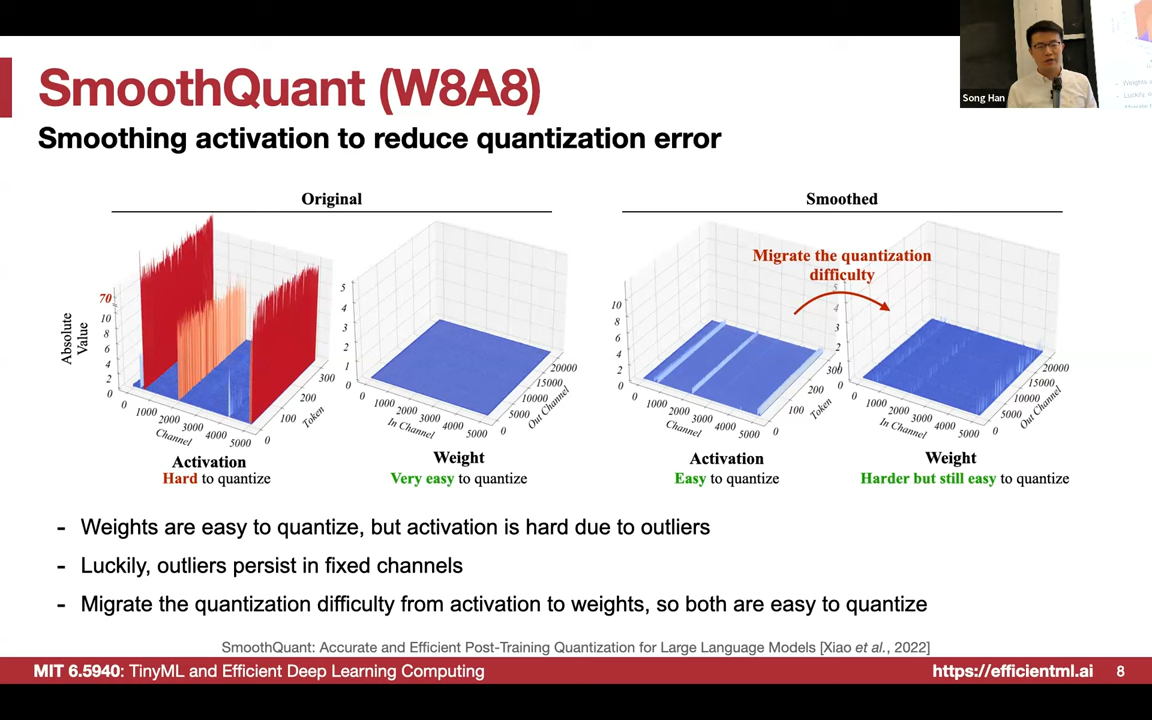 SmoothQuant (W8A8)
Smoothing activation to reduce quantization error
Song Han
Original
Smoothed
Absolute
Value
70
10
8
6
4
2
0
0
1000
2000
3000
4000
5000
Channel
0
100
200
300
Token
Activation
Hard to quantize
5
4
3
2
1
0
0
1000
2000
3000
4000
5000
In Channel
0
5000
10000
15000
20000
Out Channel
Weight
Very easy to quantize
Migrate the quantization
difficulty
10
8
6
4
2
0
0
1000
2000
3000
4000
5000
Channel
0
100
200
300
Token
Activation
Easy to quantize
5
4
3
2
1
0
0
1000
2000
3000
4000
5000
In Channel
0
5000
10000
15000
20000
Out Channel
Weight
Harder but still easy to quantize
- Weights are easy to quantize, but activation is hard due to outliers
- Luckily, outliers persist in fixed channels
- Migrate the quantization difficulty from activation to weights, so both are easy to quantize
SmoothQuant: Accurate and Efficient Post-Training Quantization for Large Language Models [Xiao et al., 2022]
MIT 6.5940: TinyML and Efficient Deep Learning Computing
https://efficientml.ai
8